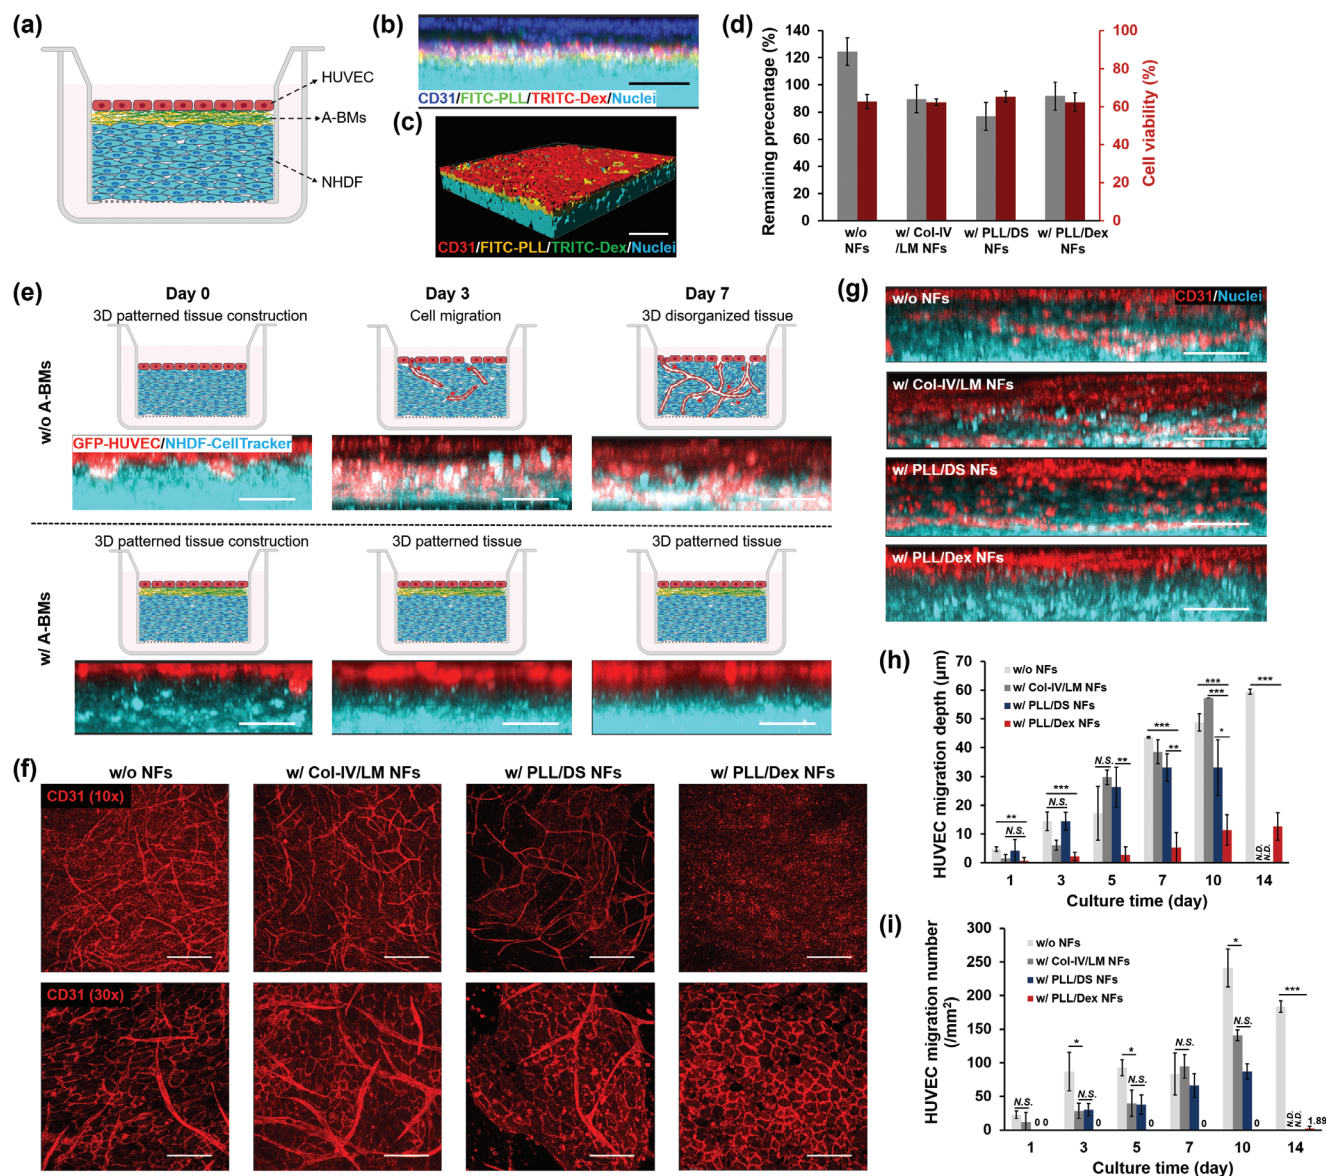 (a)
HUVEC
A-BMs
NHDF
(b)
CD31/FITC-PLL/TRITC-Dex/Nuclei
(c)
CD31/FITC-PLL/TRITC-Dex/Nuclei
(d)
Remaining precentage (%)
140
120
100
80
60
40
20
0
100
80
60
40
20
0
Cell viability (%)
w/o NFs
w/ Col-IV /LM NFs
w/ PLL/DS NFs
w/ PLL/Dex NFs
(e)
Day 0
Day 3
Day 7
3D patterned tissue construction
Cell migration
3D disorganized tissue
w/o A-BMs
GFP-HUVEC/NHDF-CellTracker
3D patterned tissue construction
3D patterned tissue
3D patterned tissue
w/ A-BMs
(f)
w/o NFs
w/ Col-IV/LM NFs
w/ PLL/DS NFs
w/ PLL/Dex NFs
CD31 (10x)
CD31 (30x)
(g)
w/o NFs
CD31/Nuclei
w/ Col-IV/LM NFs
w/ PLL/DS NFs
w/ PLL/Dex NFs
(h)
HUVEC migration depth (μm)
70
60
50
40
30
20
10
0
w/o NFs
w/ Col-IV/LM NFs
w/ PLL/DS NFs
w/ PLL/Dex NFs
**
N.S.
***
N.S.
N.S.
**
***
**
***
***
*
***
N.D.
N.D.
1
3
5
7
10
14
Culture time (day)
(i)
HUVEC migration number (/mm²)
300
250
200
150
100
50
0
w/o NFs
w/ Col-IV/LM NFs
w/ PLL/DS NFs
w/ PLL/Dex NFs
N.S.
0 0
*
N.S.
0
*
N.S.
0
N.S.
0
*
N.S.
0
***
N.D.
N.D.
1.89
1
3
5
7
10
14
Culture time (day)